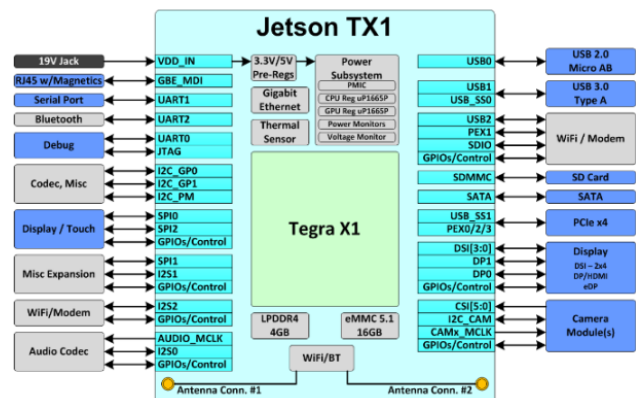 Jetson TX1
19V Jack
RJ45 w/Magnetics
Serial Port
Bluetooth
Debug
Codec, Misc
Display / Touch
Misc Expansion
WiFi/Modem
Audio Codec
VDD_IN
GBE_MDI
UART1
UART2
UART0
JTAG
I2C_GP0
I2C_GP1
I2C_PM
SPI0
SPI2
GPIOs/Control
SPI1
I2S1
GPIOs/Control
I2S2
GPIOs/Control
AUDIO_MCLK
I2S0
GPIOs/Control
3.3V/5V
Pre-Regs
Gigabit
Ethernet
Thermal
Sensor
Power
Subsystem
PMIC
CPU Reg uP1665P
GPU Reg uP1665P
Power Monitors
Voltage Monitor
Tegra X1
LPDDR4
4GB
eMMC 5.1
16GB
WiFi/BT
Antenna Conn. #1
Antenna Conn. #2
USB0
USB1
USB_SS0
USB2
PEX1
SDIO
GPIOs/Control
SDMMC
SATA
USB_SS1
PEX0/2/3
DSI[3:0]
DP1
DP0
GPIOs/Control
CSI[5:0]
I2C_CAM
CAMx_MCLK
GPIOs/Control
USB 2.0
Micro AB
USB 3.0
Type A
WiFi / Modem
SD Card
SATA
PCIe x4
Display
DSI – 2x4
DP/HDMI
eDP
Camera
Module(s)